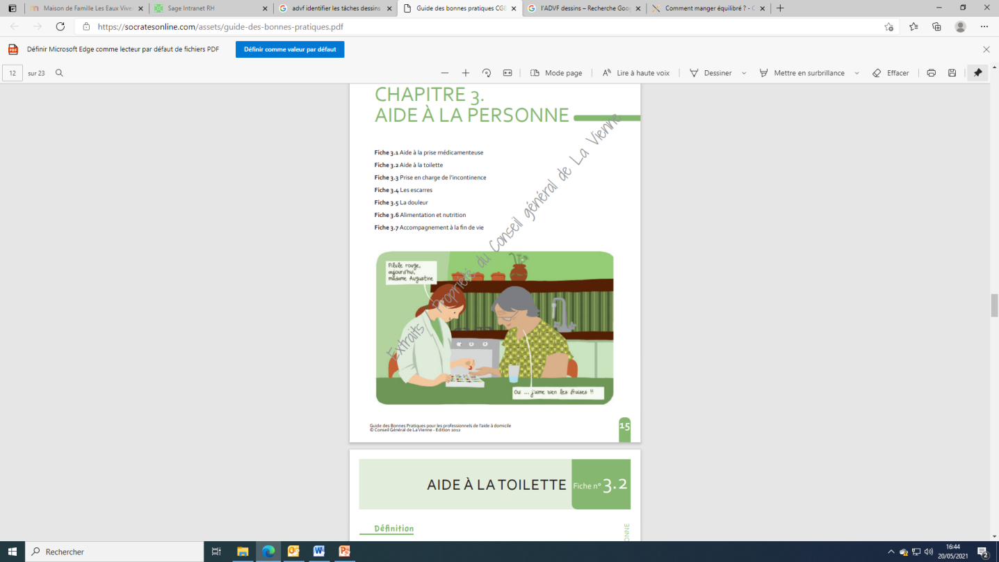 Maison de Famille Les Eaux Vive
Sage Intranet RH
advf identifier les tâches dessins
Guide des bonnes pratiques CG8
l'ADVF dessins – Recherche Goo
Comment manger équilibré ? - C
https://socratesonline.com/assets/guide-des-bonnes-pratiques.pdf
PDF
Définir Microsoft Edge comme lecteur par défaut de fichiers PDF
Définir comme valeur par défaut
12
sur 23
Mode page
Lire à haute voix
Dessiner
Mettre en surbrillance
Effacer
CHAPITRE 3.
AIDE À LA PERSONNE
Fiche 3.1 Aide à la prise médicamenteuse
Fiche 3.2 Aide à la toilette
Fiche 3.3 Prise en charge de l'incontinence
Fiche 3.4 Les escarres
Fiche 3.5 La douleur
Fiche 3.6 Alimentation et nutrition
Fiche 3.7 Accompagnement à la fin de vie
Extraits Propriété du Conseil général de La Vienne
Pilule rouge,
aujourd'hui,
madame Augustine
Oui ... j'aime bien les fraises !!
Guide des Bonnes Pratiques pour les professionnels de l'aide à domicile
© Conseil Général de La Vienne - Edition 2012
15
AIDE À LA TOILETTE
Fiche n° 3.2
Définition
ONNE
Rechercher
16:44
20/05/2021
2